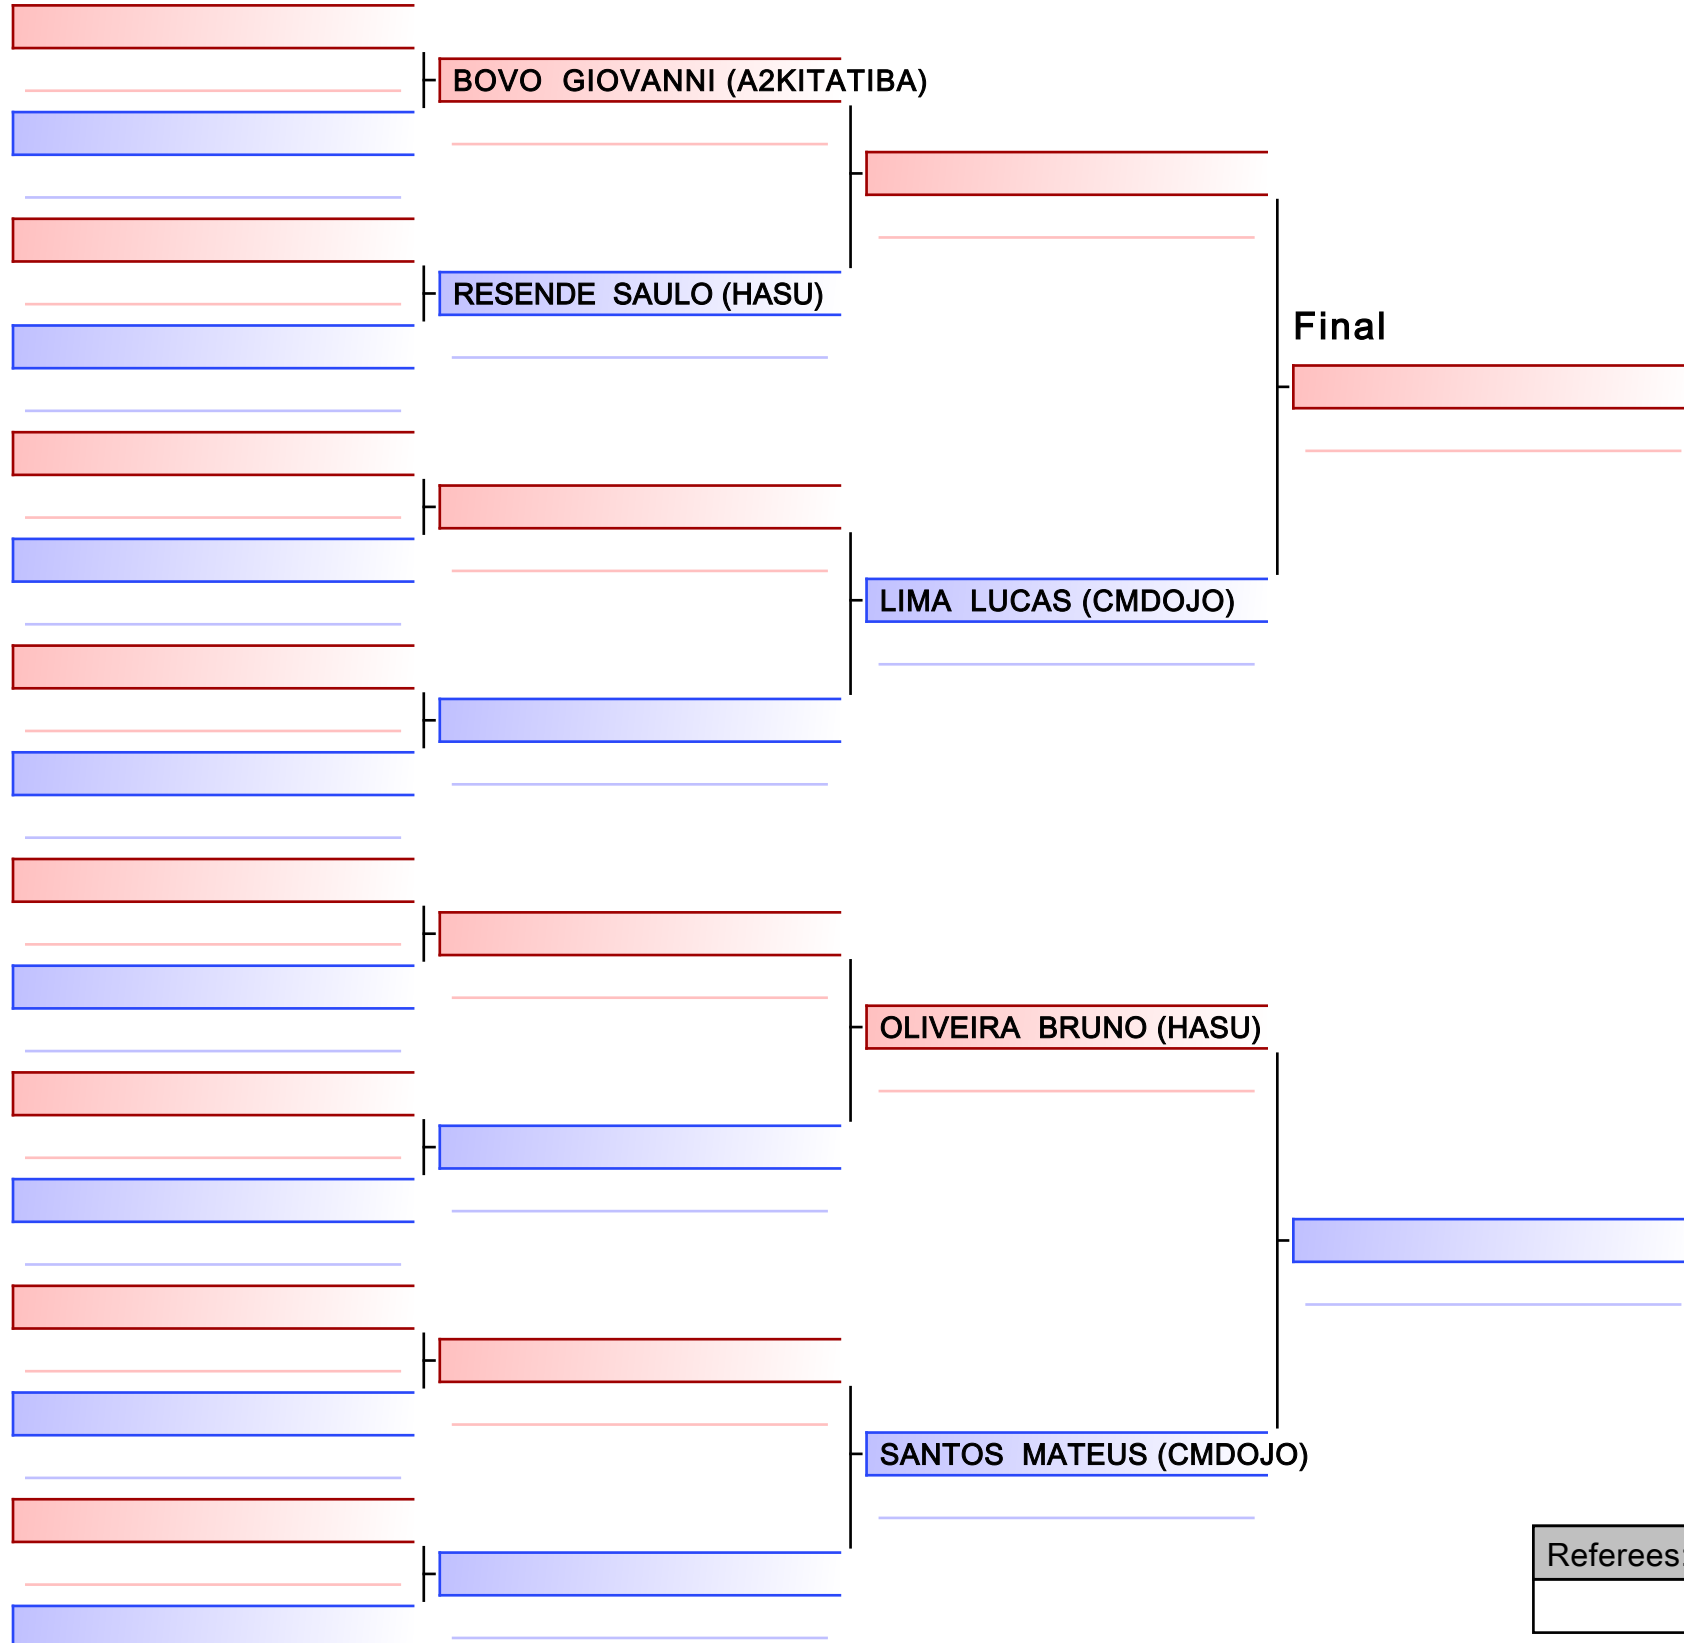 BOVO  GIOVANNI (A2KITATIBA)
RESENDE  SAULO (HASU)
Final
LIMA  LUCAS (CMDOJO)
OLIVEIRA  BRUNO (HASU)
SANTOS  MATEUS (CMDOJO)
Referees: